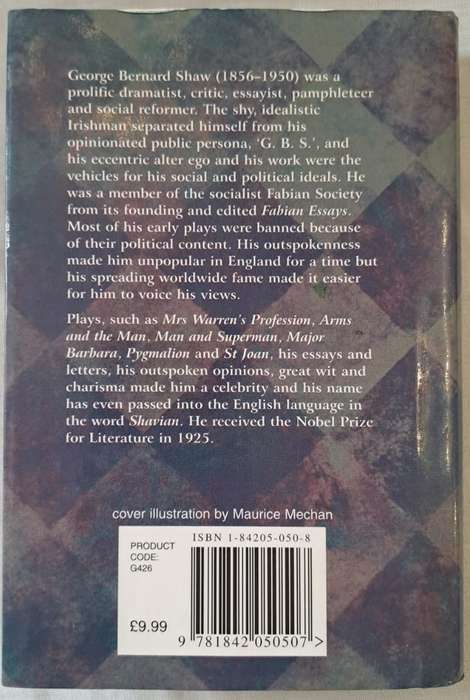 George Bernard Shaw (1856–1950) was a
prolific dramatist, critic, essayist, pamphleteer
and social reformer. The shy, idealistic
Irishman separated himself from his
opinionated public persona, ‘G. B. S.’, and
his eccentric alter ego and his work were the
vehicles for his social and political ideals. He
was a member of the socialist Fabian Society
from its founding and edited Fabian Essays.
Most of his early plays were banned because
of their political content. His outspokenness
made him unpopular in England for a time but
his spreading worldwide fame made it easier
for him to voice his views.
Plays, such as Mrs Warren’s Profession, Arms
and the Man, Man and Superman, Major
Barbara, Pygmalion and St Joan, his essays and
letters, his outspoken opinions, great wit and
charisma made him a celebrity and his name
has even passed into the English language in
the word Shavian. He received the Nobel Prize
for Literature in 1925.
cover illustration by Maurice Mechan
PRODUCT
CODE:
G426
£9.99
ISBN 1-84205-050-8
9 781842 050507 >